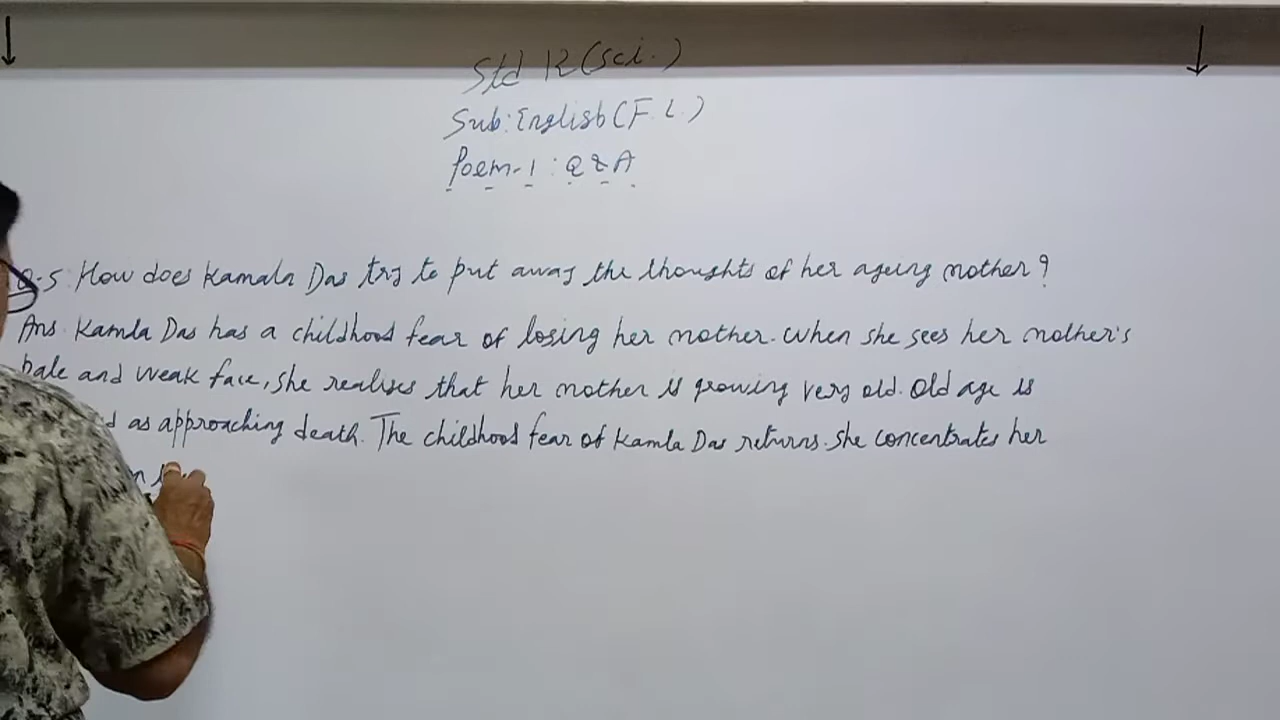 Std 12 (Sci.)
Sub: English (F.L.)
Poem-1 : Q & A
Q-5. How does Kamala Das try to put away the thoughts of her ageing mother?
Ans. Kamla Das has a childhood fear of losing her mother. When she sees her mother's
pale and weak face, she realises that her mother is growing very old. Old age is
as approaching death. The childhood fear of Kamla Das returns. She concentrates her